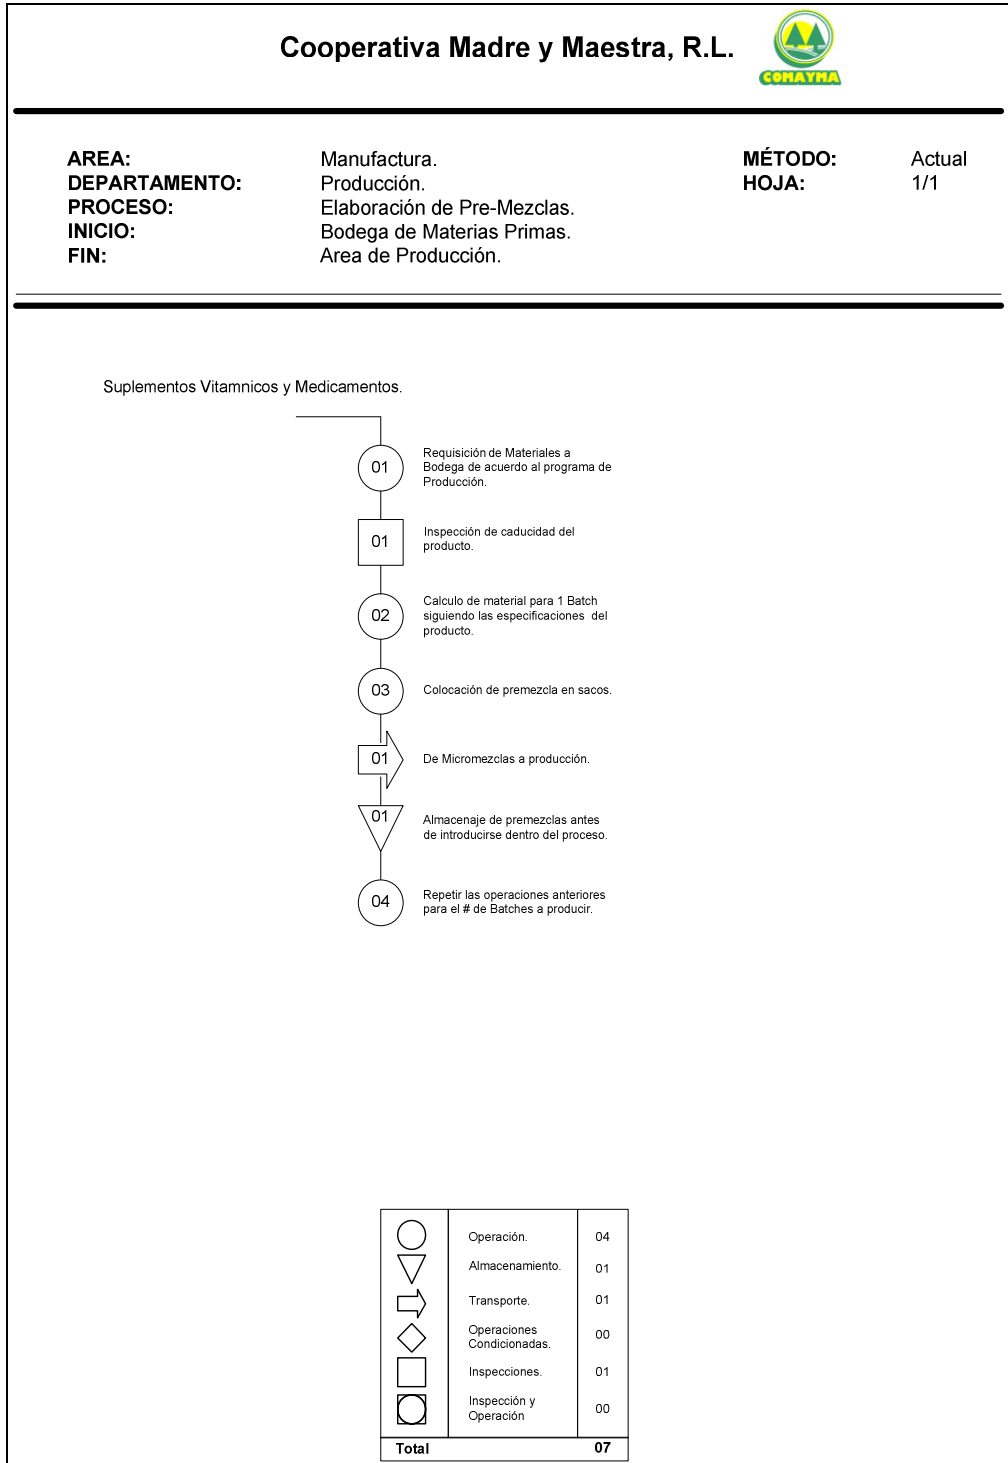 Cooperativa Madre y Maestra, R.L.
COMAYMA
AREA: Manufactura. MÉTODO: Actual
DEPARTAMENTO: Producción. HOJA: 1/1
PROCESO: Elaboración de Pre-Mezclas.
INICIO: Bodega de Materias Primas.
FIN: Area de Producción.
Suplementos Vitamnicos y Medicamentos.
01
Requisición de Materiales a
Bodega de acuerdo al programa de
Producción.
01
Inspección de caducidad del
producto.
02
Calculo de material para 1 Batch
siguiendo las especificaciones del
producto.
03
Colocación de premezcla en sacos.
01
De Micromezclas a producción.
01
Almacenaje de premezclas antes
de introducirse dentro del proceso.
04
Repetir las operaciones anteriores
para el # de Batches a producir.
Operación. 04
Almacenamiento. 01
Transporte. 01
Operaciones
Condicionadas. 00
Inspecciones. 01
Inspección y
Operación 00
Total 07